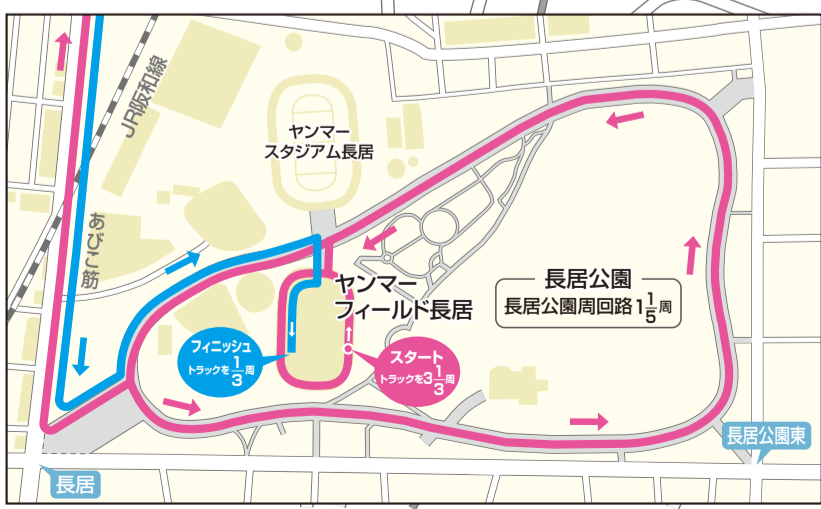 JR阪和線
ヤンマー
スタジアム長居
あびこ筋
ヤンマー
フィールド長居
長居公園
長居公園周回路1 1/5周
フィニッシュ
トラックを1/3周
スタート
トラックを3 1/3周
長居公園東
長居